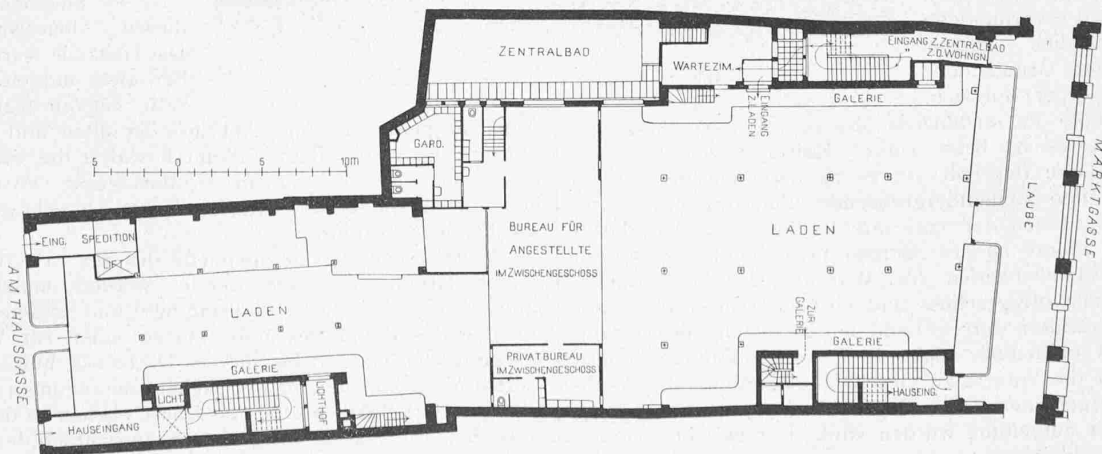 ZENTRALBAD
WARTEZIM.
EINGANG Z. ZENTRALBAD
" Z.D. WOHNGN.
GALERIE
EINGANG
Z. LADEN
GARD.
5 0 5 10m
MARKTGASSE
LAUBE
LADEN
BUREAU FÜR
ANGESTELLTE
IM ZWISCHENGESCHOSS
EING.
SPEDITION
LIFT
AMTHAUSGASSE
LADEN
ZUR
GALERIE
GALERIE
PRIVATBUREAU
IM ZWISCHENGESCHOSS
GALERIE
HAUSEING.
LICHT
LICHTHOF
HAUSEINGANG